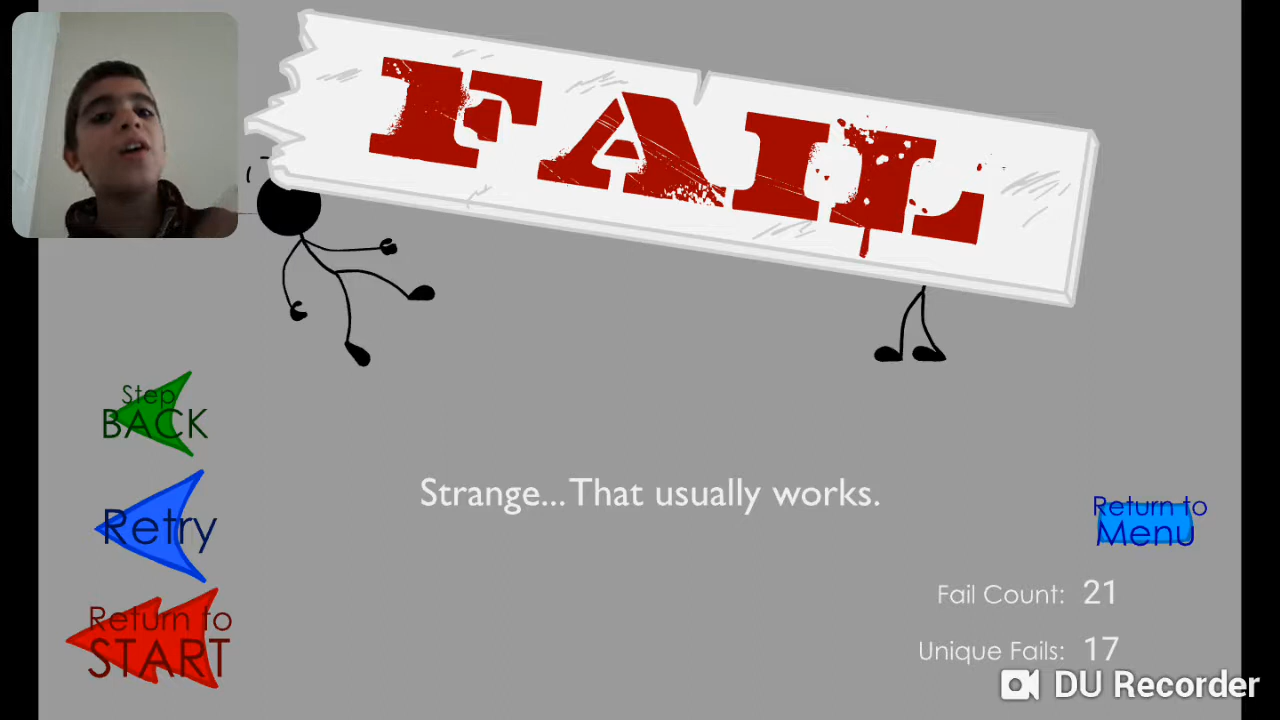 FAIL
Step
BACK
Strange...That usually works.
Retry
Return to
Menu
Fail Count: 21
Return to
START
Unique Fails: 17
DU Recorder